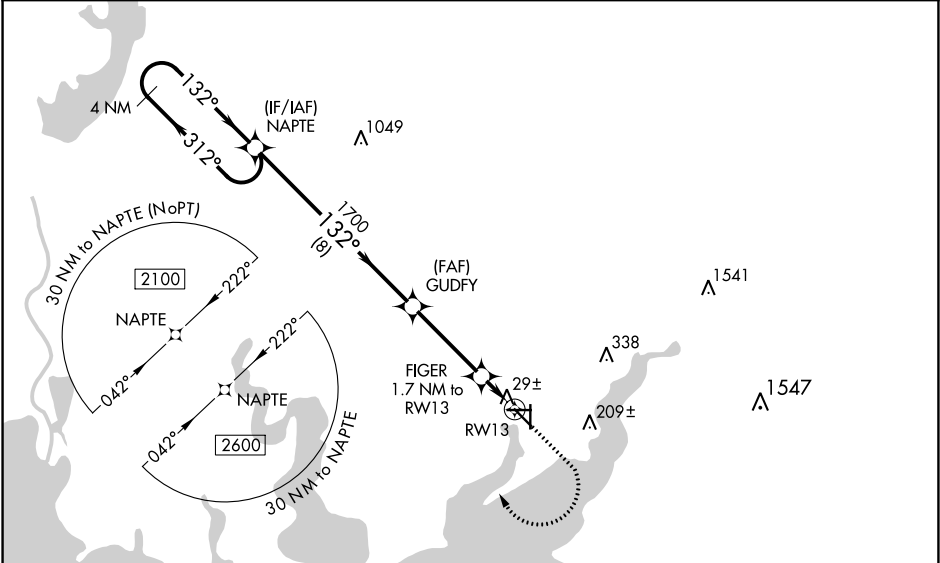 132°
4 NM
312°
(IF/IAF)
NAPTE
1049
1700
132°
(8)
30 NM to NAPTE (NoPT)
2100
222°
NAPTE
042°
(FAF)
GUDFY
1541
222°
NAPTE
042°
2600
30 NM to NAPTE
FIGER
1.7 NM to
RW13
338
29±
1547
209±
RW13